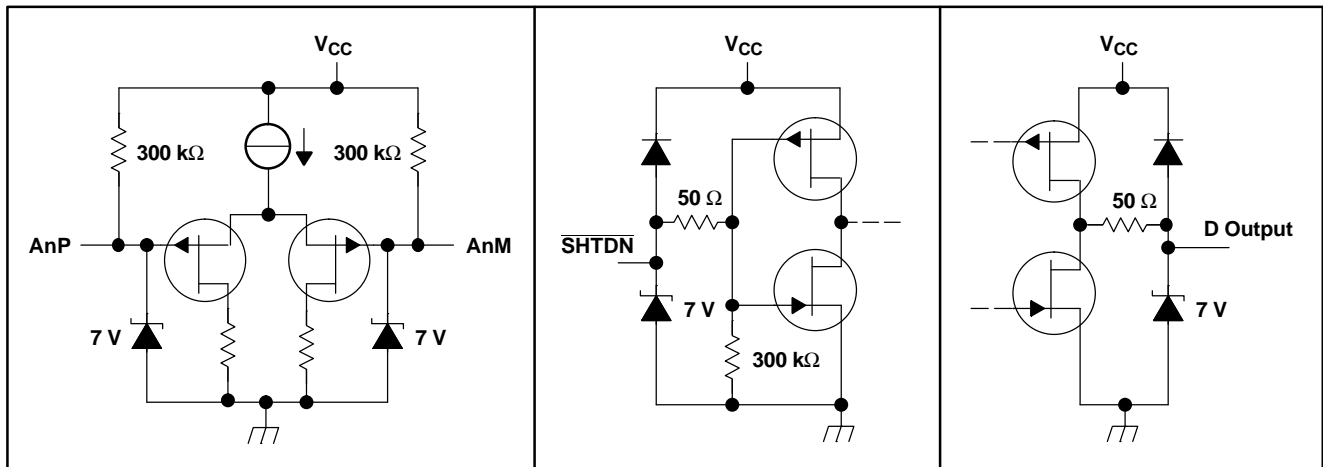 VCC
300 kΩ
300 kΩ
AnP
AnM
7 V
7 V
VCC
50 Ω
SHTDN
7 V
300 kΩ
VCC
50 Ω
D Output
7 V